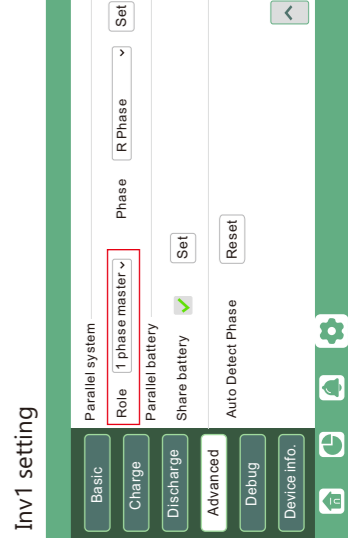 Inv1 setting
Basic
Charge
Discharge
Advanced
Debug
Device info.
Parallel system
Role 1 phase master Phase R Phase Set
Parallel battery
Share battery Set
Auto Detect Phase Reset